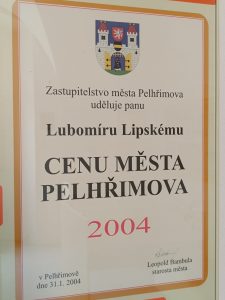 Zastupitelstvo města Pelhřimova
uděluje panu
Lubomíru Lipskému
CENU MĚSTA
PELHŘIMOVA
2004
v Pelhřimově
dne 31.1. 2004
Leopold Bambula
starosta města